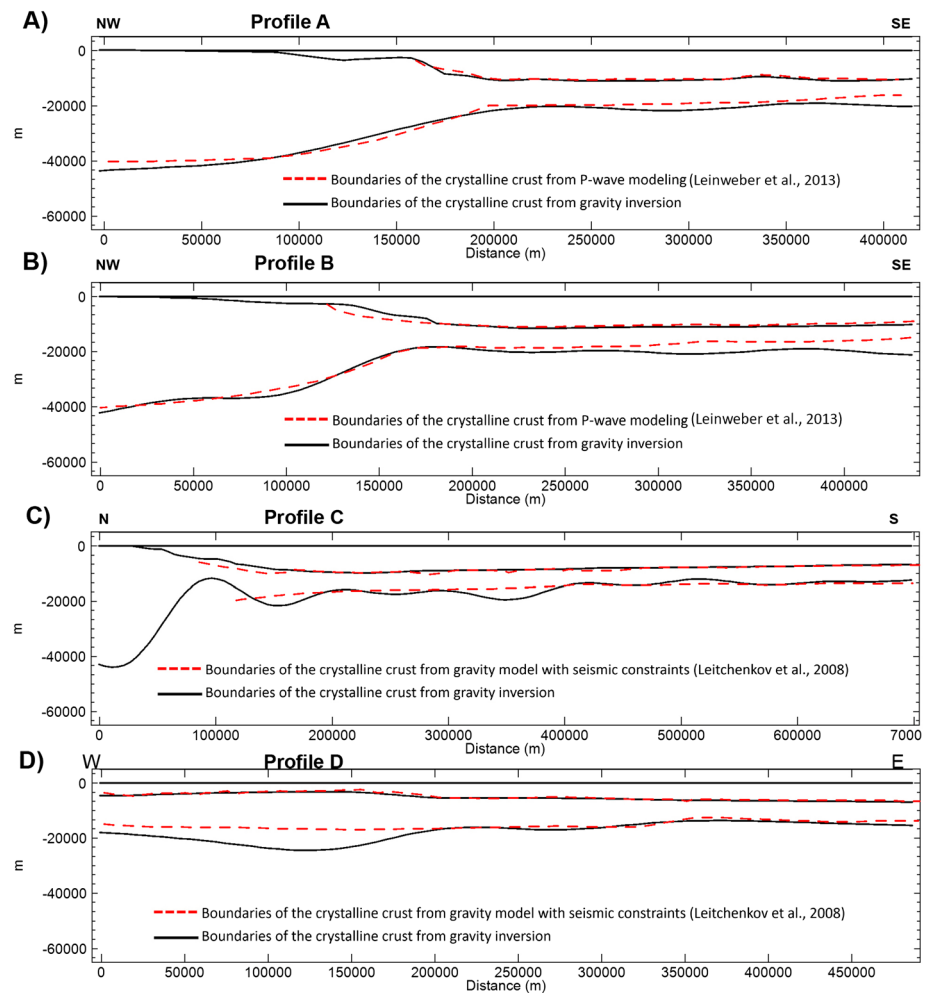 A)
Profile A
NW
SE
0
-20000
-40000
-60000
m
Boundaries of the crystalline crust from P-wave modeling (Leinweber et al., 2013)
Boundaries of the crystalline crust from gravity inversion
0 50000 100000 150000 200000 250000 300000 350000 400000
Distance (m)
B)
Profile B
NW
SE
0
-20000
-40000
-60000
m
Boundaries of the crystalline crust from P-wave modeling (Leinweber et al., 2013)
Boundaries of the crystalline crust from gravity inversion
0 50000 100000 150000 200000 250000 300000 350000 400000
Distance (m)
C)
Profile C
N
S
0
-20000
-40000
-60000
m
Boundaries of the crystalline crust from gravity model with seismic constraints (Leitchenkov et al., 2008)
Boundaries of the crystalline crust from gravity inversion
0 100000 200000 300000 400000 500000 600000 7000
Distance (m)
D)
Profile D
W
E
0
-20000
-40000
-60000
m
Boundaries of the crystalline crust from gravity model with seismic constraints (Leitchenkov et al., 2008)
Boundaries of the crystalline crust from gravity inversion
0 50000 100000 150000 200000 250000 300000 350000 400000 450000
Distance (m)